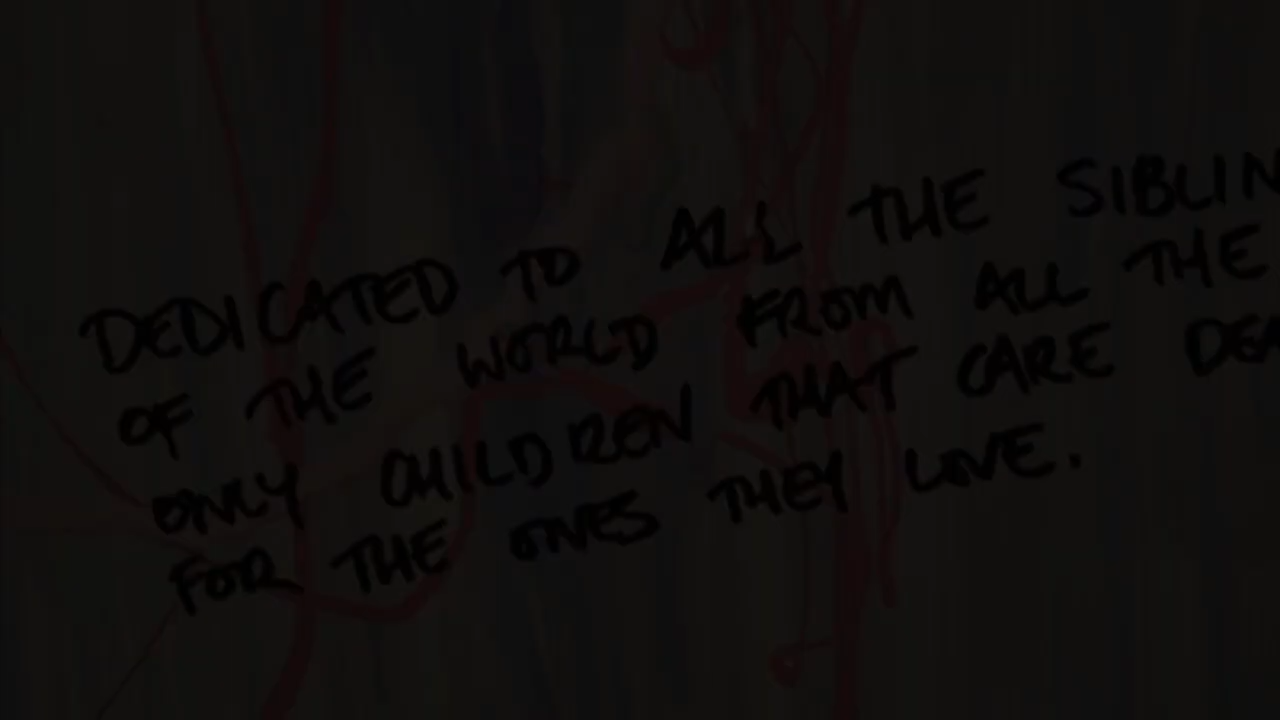 DEDICATED TO ALL THE SIBLIN
OF THE WORLD FROM ALL THE
ONLY CHILDREN THAT CARE DEA
FOR THE ONES THEY LOVE.